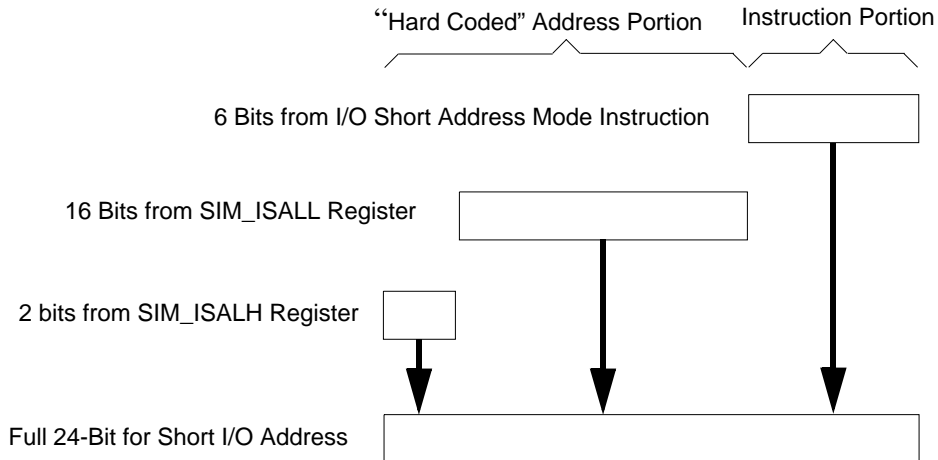 “Hard Coded” Address Portion
Instruction Portion
6 Bits from I/O Short Address Mode Instruction
16 Bits from SIM_ISALL Register
2 bits from SIM_ISALH Register
Full 24-Bit for Short I/O Address